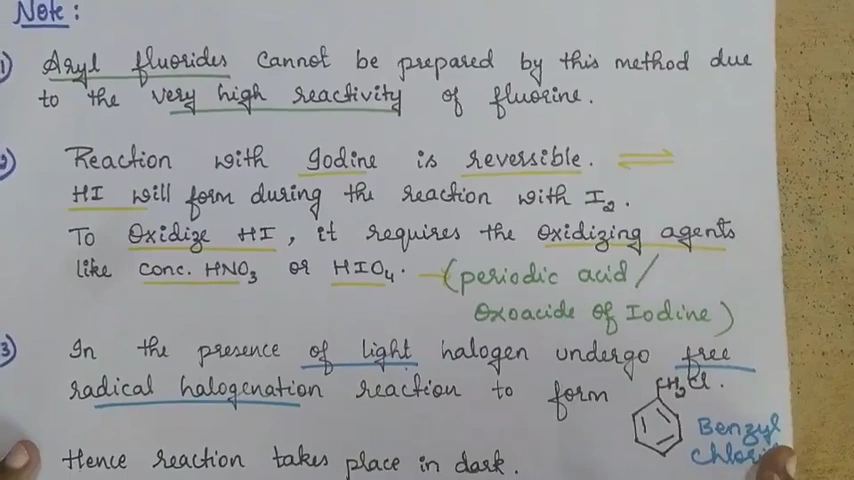 Note:
1) Aryl fluorides cannot be prepared by this method due
to the very high reactivity of fluorine.
2) Reaction with Iodine is reversible. ⇌
HI will form during the reaction with I₂.
To Oxidize HI, it requires the oxidizing agents
like conc. HNO₃ or HIO₄. (periodic acid /
Oxoacide of Iodine)
3) In the presence of light halogen undergo free
radical halogenation reaction to form CH₂Cl.
Benzyl
Hence reaction takes place in dark.